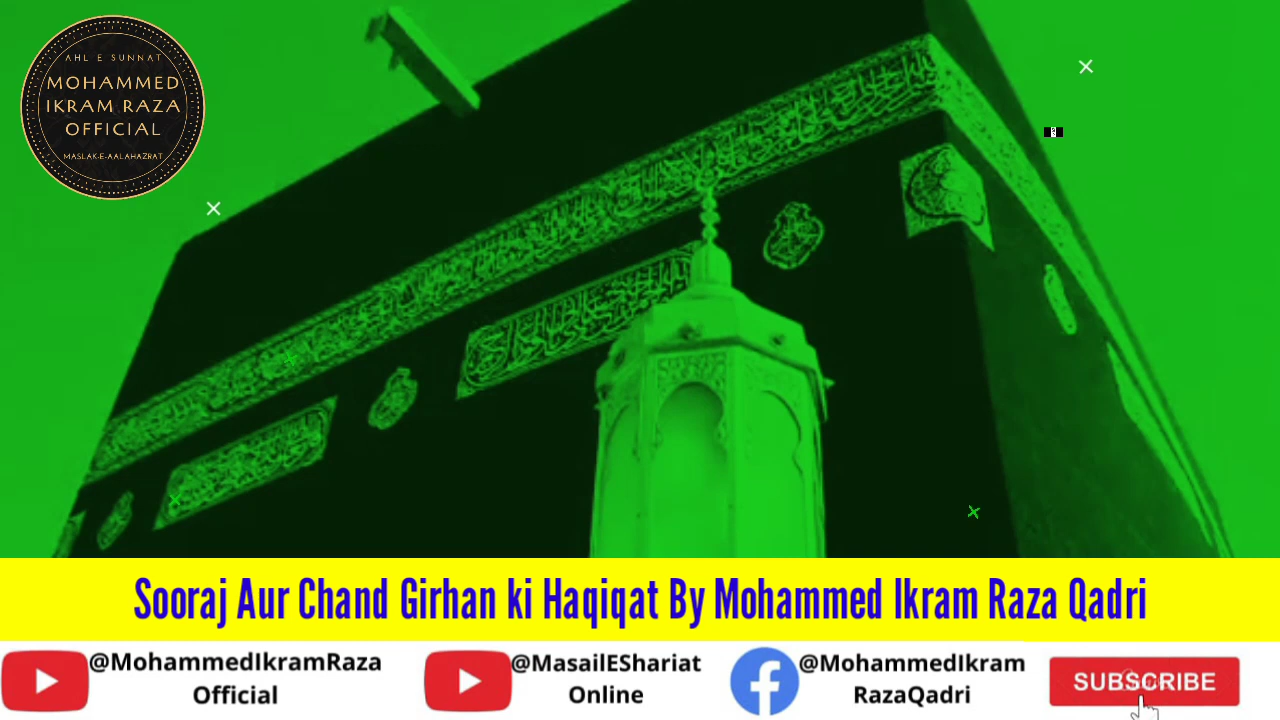 AHL E SUNNAT
MOHAMMED
IKRAM RAZA
OFFICIAL
MASLAK-E-AALAHAZRAT
Sooraj Aur Chand Girhan ki Haqiqat By Mohammed Ikram Raza Qadri
@MohammedIkramRaza
Official
@MasailEShariat
Online
@MohammedIkram
RazaQadri
SUBSCRIBE